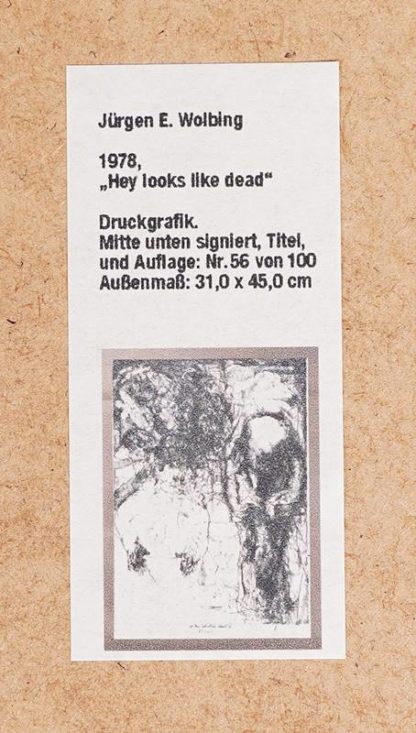 Jürgen E. Wolbing
1978,
„Hey looks like dead“
Druckgrafik.
Mitte unten signiert, Titel,
und Auflage: Nr. 56 von 100
Außenmaß: 31,0 x 45,0 cm